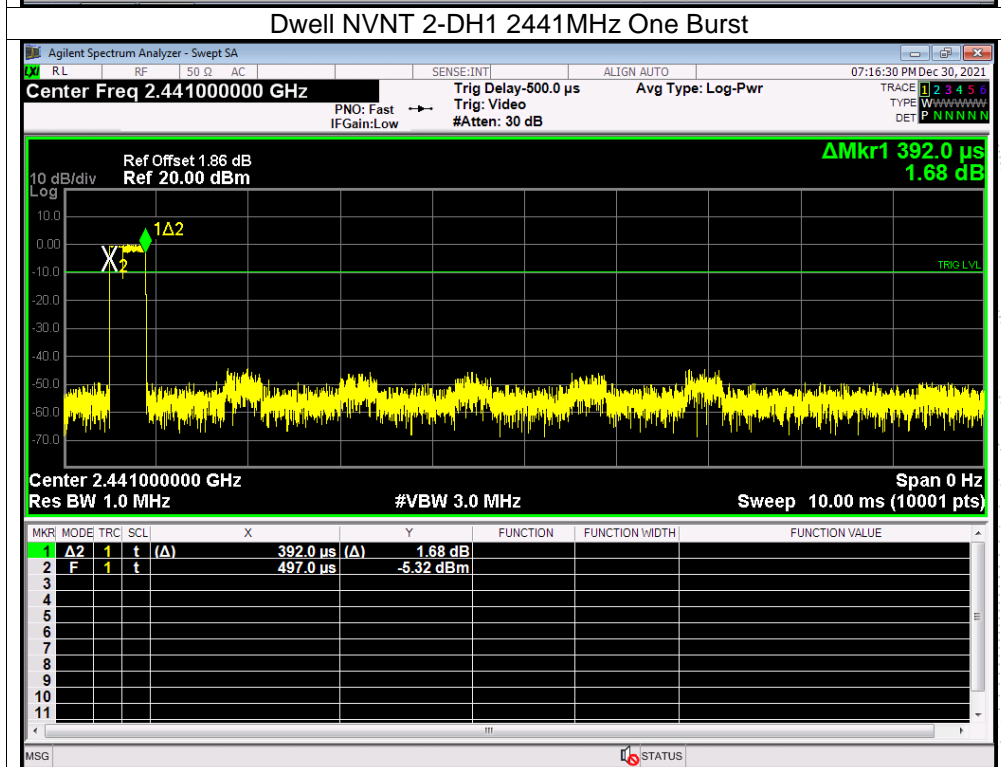 Dwell NVNT 2-DH1 2441MHz One Burst
Agilent Spectrum Analyzer - Swept SA
LXI RL RF 50 Ω AC SENSE:INT ALIGN AUTO 07:16:30 PM Dec 30, 2021
Center Freq 2.441000000 GHz Trig Delay-500.0 µs Avg Type: Log-Pwr TRACE 1 2 3 4 5 6
PNO: Fast Trig: Video TYPE WWWWWW
IFGain:Low #Atten: 30 dB DET P N N N N N
ΔMkr1 392.0 µs
1.68 dB
Ref Offset 1.86 dB
10 dB/div Ref 20.00 dBm
Log
10.0
1Δ2
0.00
X2
-10.0 TRIG LVL
-20.0
-30.0
-40.0
-50.0
-60.0
-70.0
Center 2.441000000 GHz Span 0 Hz
Res BW 1.0 MHz #VBW 3.0 MHz Sweep 10.00 ms (10001 pts)
MKR MODE TRC SCL X Y FUNCTION FUNCTION WIDTH FUNCTION VALUE
1 Δ2 1 t (Δ) 392.0 µs (Δ) 1.68 dB
2 F 1 t 497.0 µs -5.32 dBm
3
4
5
6
7
8
9
10
11
MSG STATUS